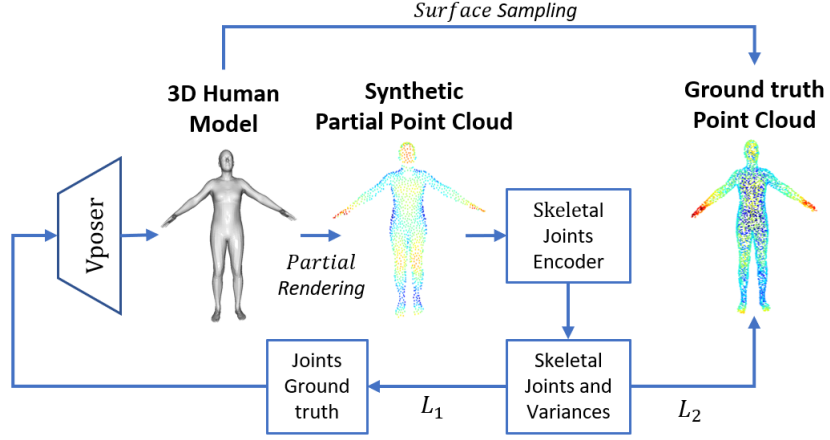 Surface Sampling
3D Human
Model
Synthetic
Partial Point Cloud
Ground truth
Point Cloud
Vposer
Partial
Rendering
Skeletal
Joints
Encoder
Joints
Ground
truth
L1
Skeletal
Joints and
Variances
L2